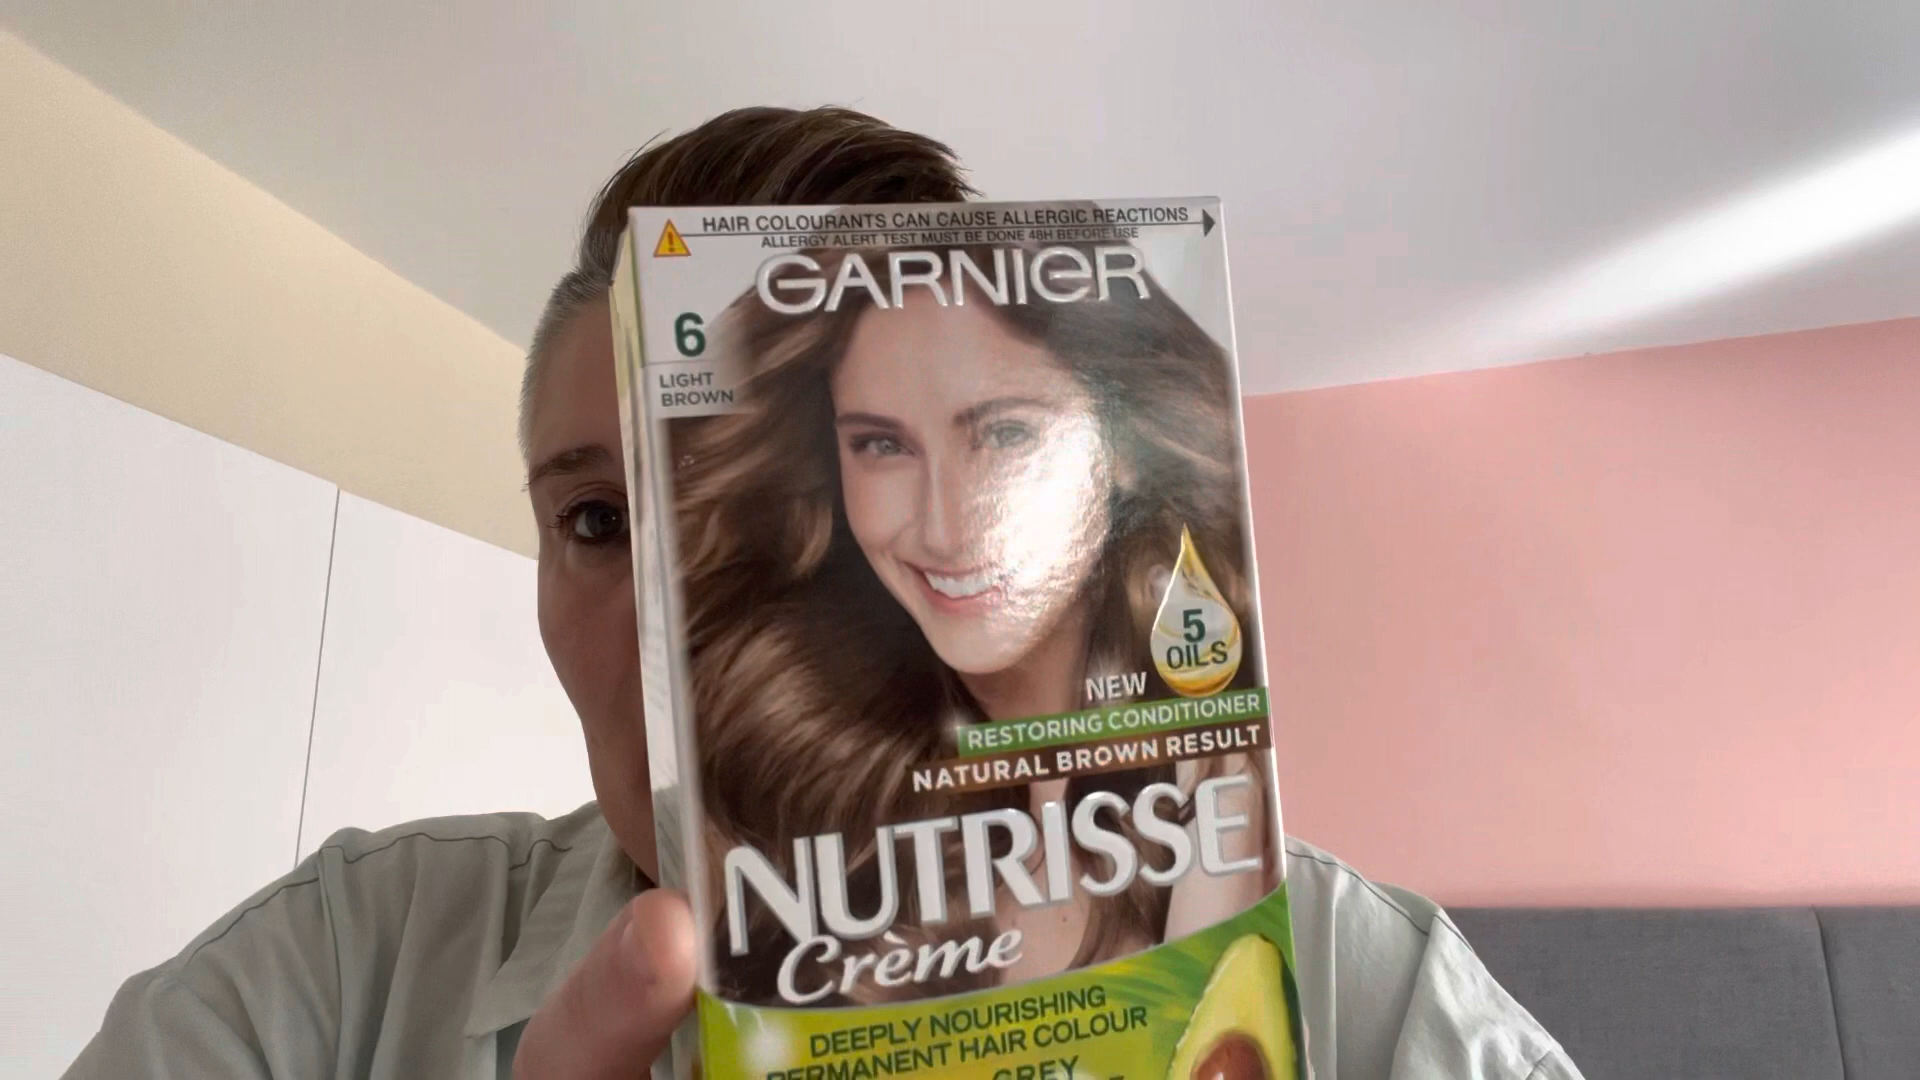 HAIR COLOURANTS CAN CAUSE ALLERGIC REACTIONS
ALLERGY ALERT TEST MUST BE DONE 48H BEFORE USE
GARNIER
6
LIGHT
BROWN
5
OILS
NEW
RESTORING CONDITIONER
NATURAL BROWN RESULT
NUTRISSE
Crème
DEEPLY NOURISHING
PERMANENT HAIR COLOUR
GREY